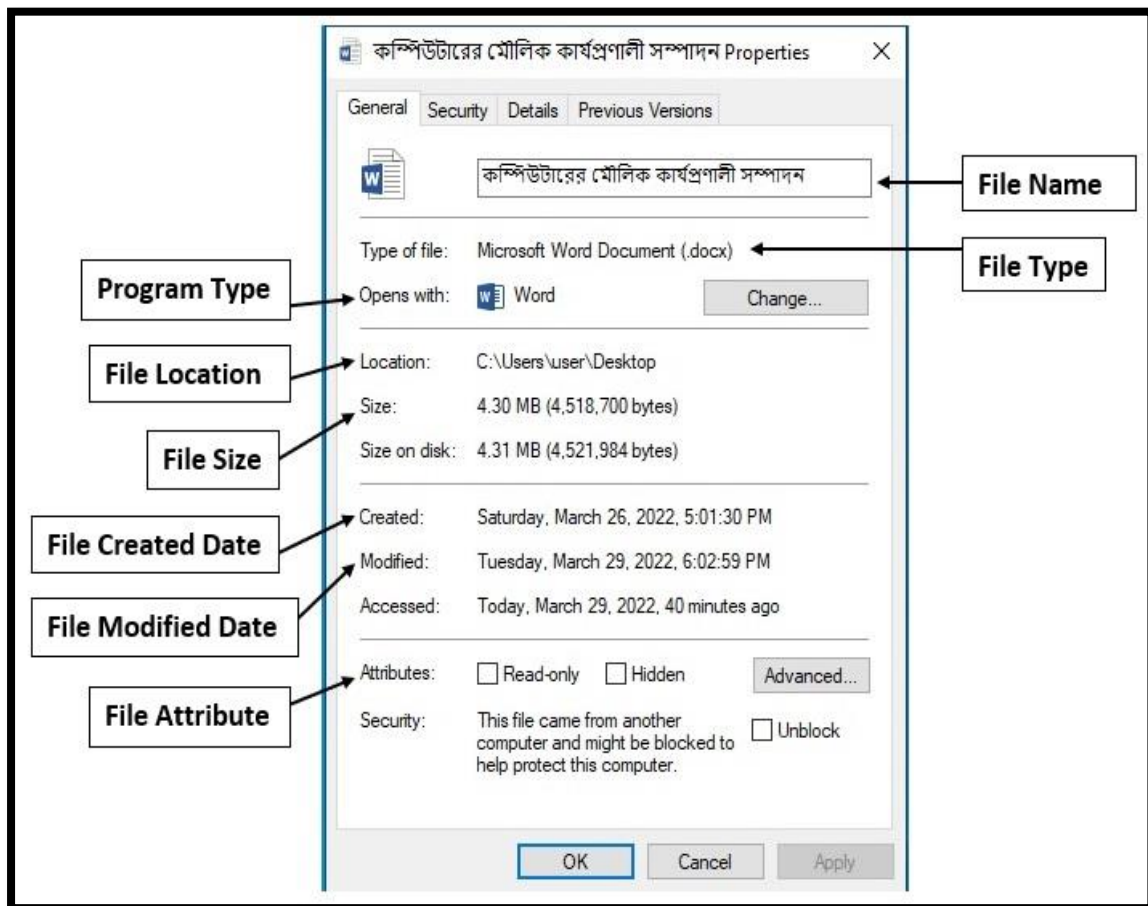 কম্পিউটারের মৌলিক কার্যপ্রণালী সম্পাদন Properties
General Security Details Previous Versions
কম্পিউটারের মৌলিক কার্যপ্রণালী সম্পাদন
File Name
Type of file: Microsoft Word Document (.docx)
File Type
Program Type
Opens with: Word Change...
File Location
Location: C:\Users\user\Desktop
Size: 4.30 MB (4,518,700 bytes)
File Size
Size on disk: 4.31 MB (4,521,984 bytes)
Created: Saturday, March 26, 2022, 5:01:30 PM
File Created Date
Modified: Tuesday, March 29, 2022, 6:02:59 PM
Accessed: Today, March 29, 2022, 40 minutes ago
File Modified Date
Attributes: Read-only Hidden Advanced...
File Attribute
Security: This file came from another
computer and might be blocked to
help protect this computer.
Unblock
OK Cancel Apply